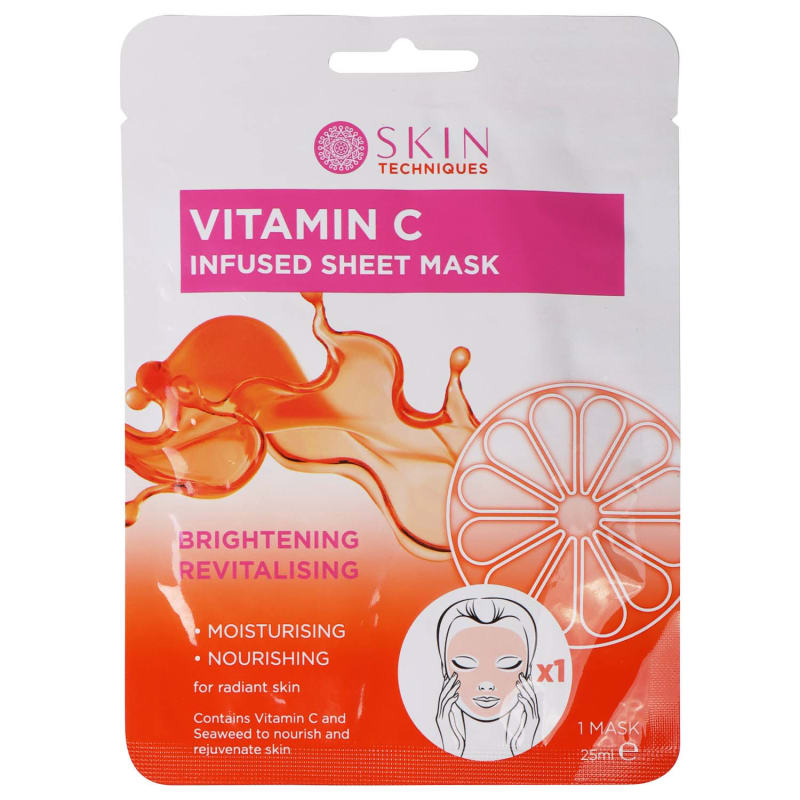 SKIN
TECHNIQUES
VITAMIN C
INFUSED SHEET MASK
BRIGHTENING
REVITALISING
• MOISTURISING
• NOURISHING
for radiant skin
Contains Vitamin C and
Seaweed to nourish and
rejuvenate skin
x1
1 MASK
25ml ℮